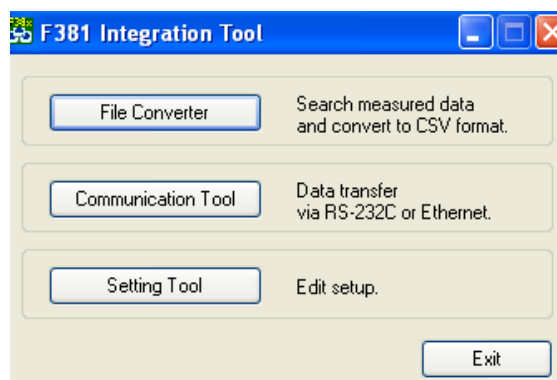 F381 Integration Tool
File Converter
Search measured data
and convert to CSV format.
Communication Tool
Data transfer
via RS-232C or Ethernet.
Setting Tool
Edit setup.
Exit